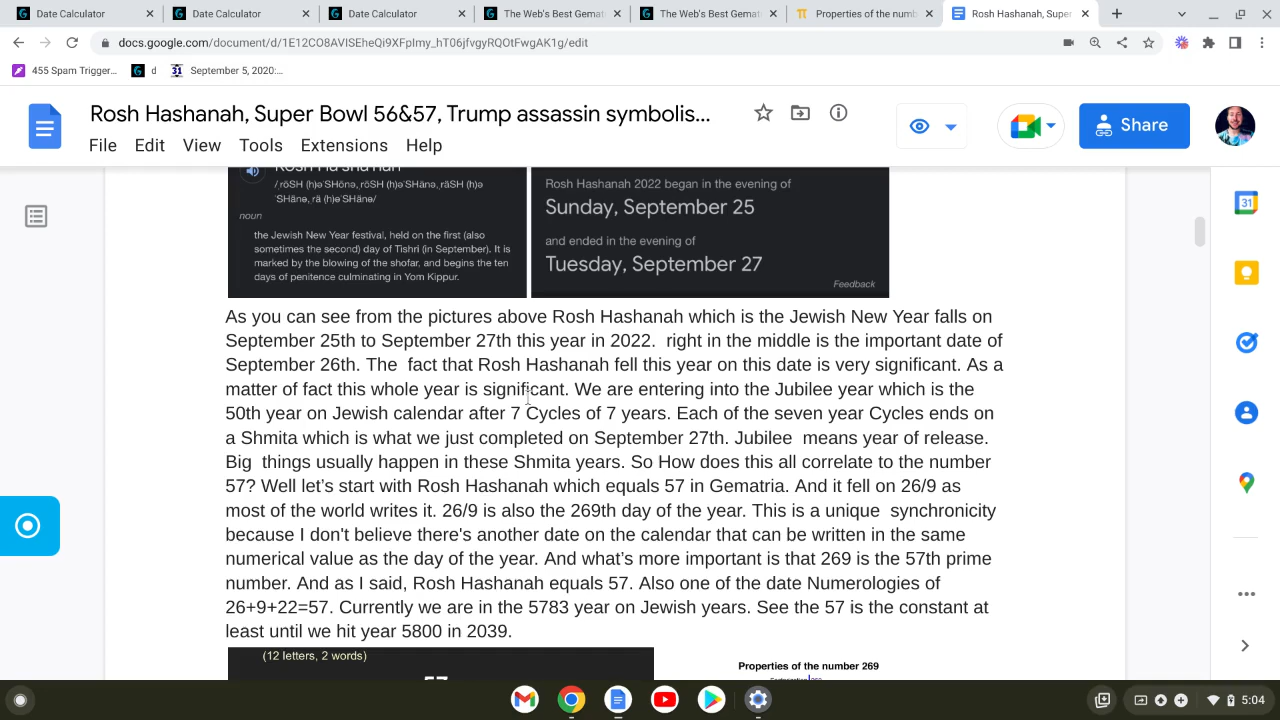 Date Calculator
Date Calculator
Date Calculator
The Web's Best Gemat
The Web's Best Gematr
Properties of the numb
Rosh Hashanah, Super
docs.google.com/document/d/1E12CO8AVISEheQi9XFpImy_hT06jfvgyRQOtFwgAK1g/edit
455 Spam Trigger...
d
September 5, 2020:...
Rosh Hashanah, Super Bowl 56&57, Trump assassin symbolis...
Share
File Edit View Tools Extensions Help
Rosh Ha·sha·nah
/ˌrōSH (h)əˈSHōnə, rōSH (h)əˈSHänə, räSH (h)ə
ˈSHänə, rä (h)əˈSHänə/
noun
the Jewish New Year festival, held on the first (also
sometimes the second) day of Tishri (in September). It is
marked by the blowing of the shofar, and begins the ten
days of penitence culminating in Yom Kippur.
Rosh Hashanah 2022 began in the evening of
Sunday, September 25
and ended in the evening of
Tuesday, September 27
Feedback
As you can see from the pictures above Rosh Hashanah which is the Jewish New Year falls on
September 25th to September 27th this year in 2022.  right in the middle is the important date of
September 26th. The  fact that Rosh Hashanah fell this year on this date is very significant. As a
matter of fact this whole year is significant. We are entering into the Jubilee year which is the
50th year on Jewish calendar after 7 Cycles of 7 years. Each of the seven year Cycles ends on
a Shmita which is what we just completed on September 27th. Jubilee  means year of release.
Big  things usually happen in these Shmita years. So How does this all correlate to the number
57? Well let's start with Rosh Hashanah which equals 57 in Gematria. And it fell on 26/9 as
most of the world writes it. 26/9 is also the 269th day of the year. This is a unique  synchronicity
because I don't believe there's another date on the calendar that can be written in the same
numerical value as the day of the year. And what's more important is that 269 is the 57th prime
number. And as I said, Rosh Hashanah equals 57. Also one of the date Numerologies of
26+9+22=57. Currently we are in the 5783 year on Jewish years. See the 57 is the constant at
least until we hit year 5800 in 2039.
(12 letters, 2 words)
57
Properties of the number 269
31
5:04